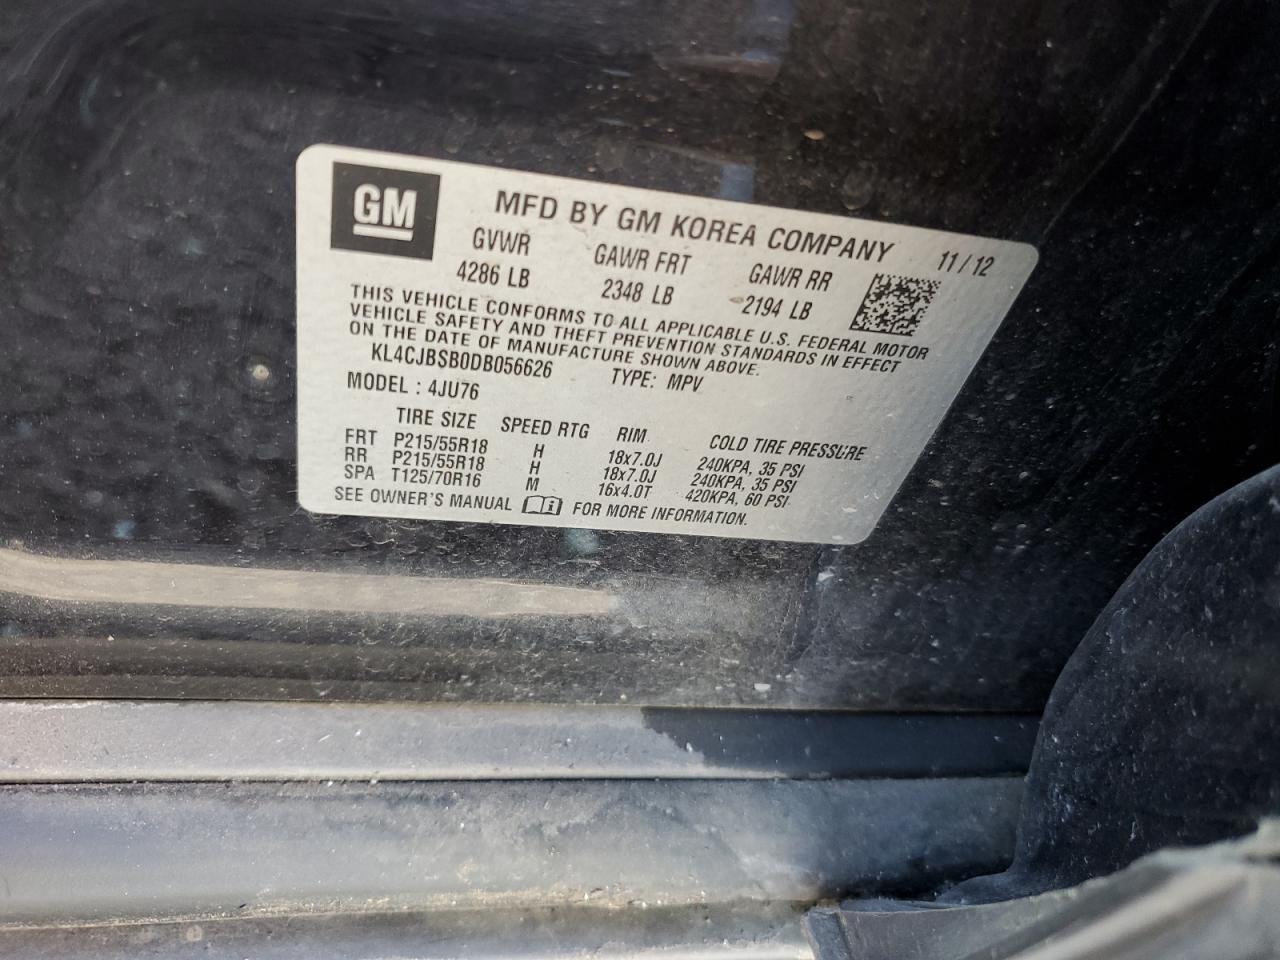 GM
MFD BY GM KOREA COMPANY 11/12
GVWR GAWR FRT GAWR RR
4286 LB 2348 LB 2194 LB
THIS VEHICLE CONFORMS TO ALL APPLICABLE U.S. FEDERAL MOTOR
VEHICLE SAFETY AND THEFT PREVENTION STANDARDS IN EFFECT
ON THE DATE OF MANUFACTURE SHOWN ABOVE.
KL4CJBSB0DB056626 TYPE: MPV
MODEL : 4JU76
TIRE SIZE SPEED RTG RIM COLD TIRE PRESSURE
FRT P215/55R18 H 18x7.0J 240KPA, 35 PSI
RR P215/55R18 H 18x7.0J 240KPA, 35 PSI
SPA T125/70R16 M 16x4.0T 420KPA, 60 PSI
SEE OWNER'S MANUAL i FOR MORE INFORMATION.